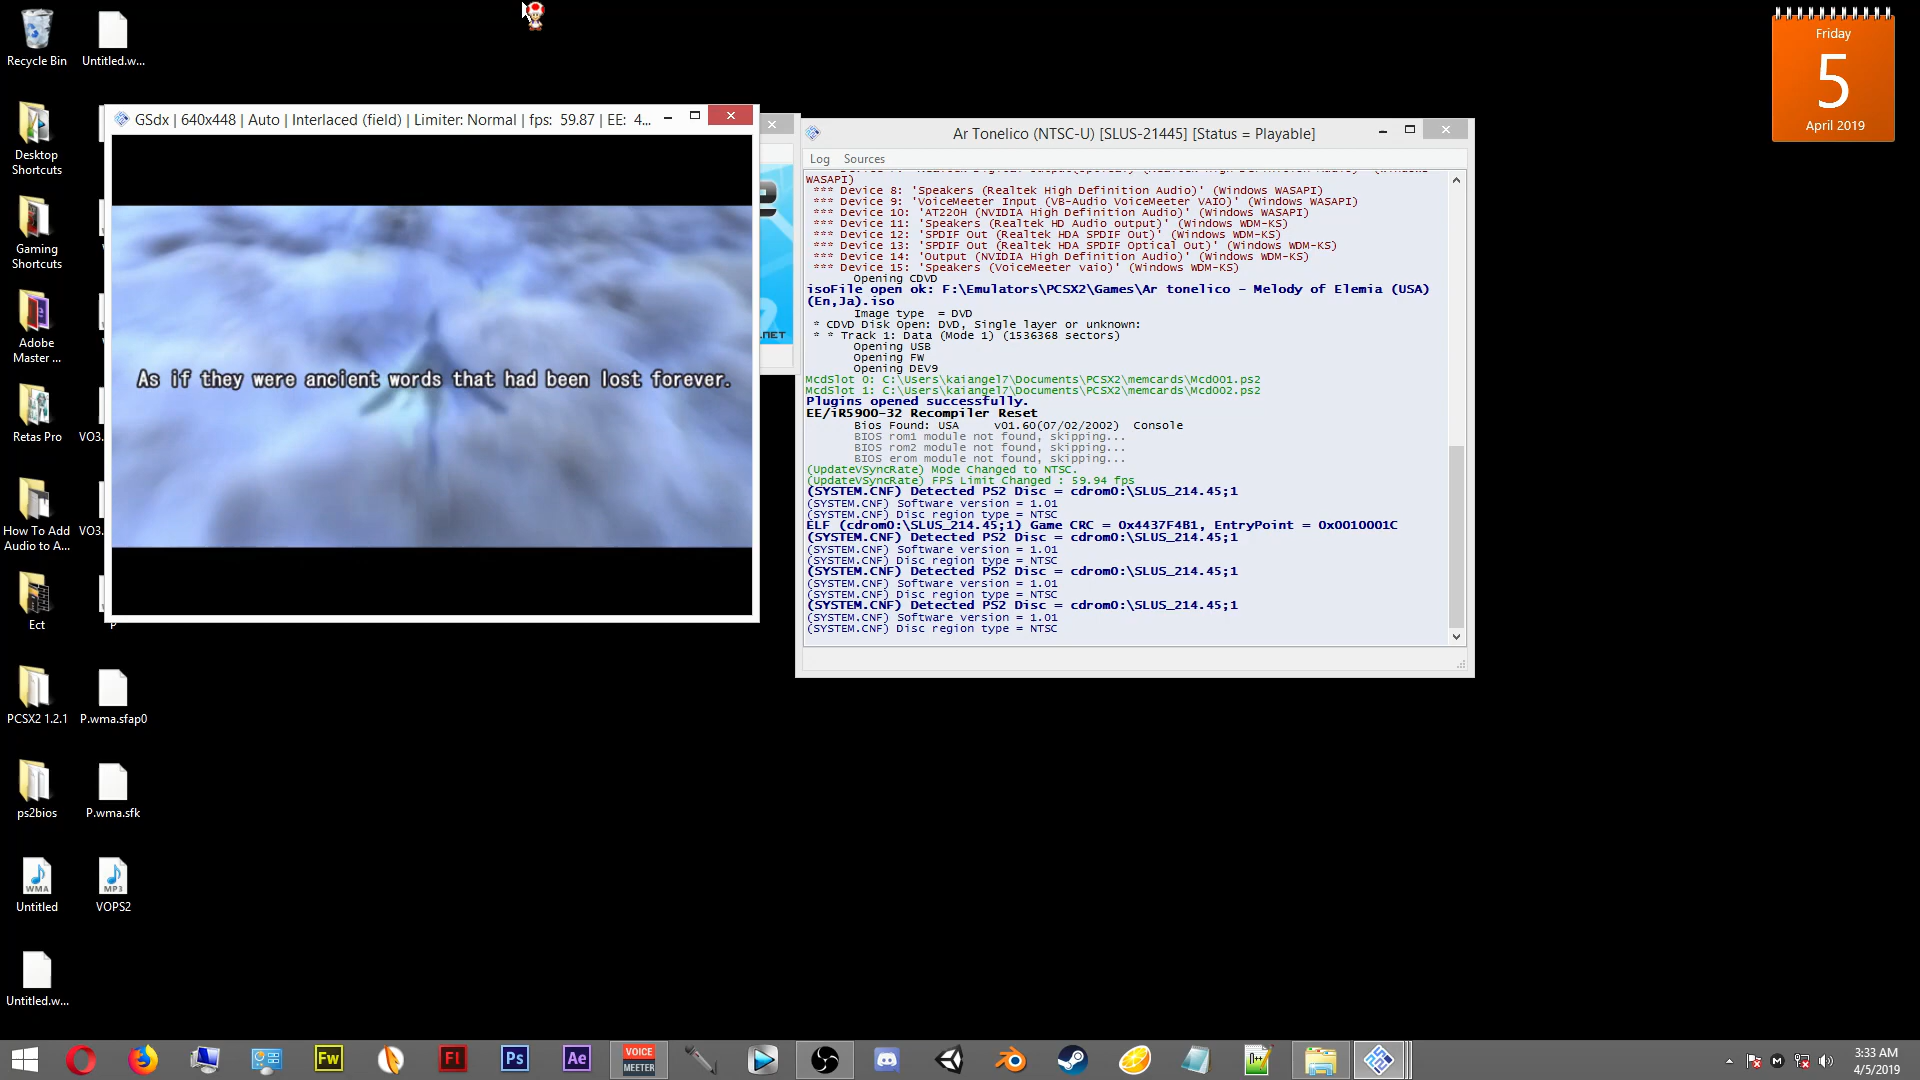 Recycle Bin
Untitled.w...
Desktop
Shortcuts
Gaming
Shortcuts
Adobe
Master ...
Retas Pro
VO3.
How To Add
Audio to A...
VO3.
Ect
P
PCSX2 1.2.1
P.wma.sfap0
ps2bios
P.wma.sfk
WMA
Untitled
MP3
VOPS2
Untitled.w...
GSdx | 640x448 | Auto | Interlaced (field) | Limiter: Normal | fps: 59.87 | EE: 4...
As if they were ancient words that had been lost forever.
.NET
Ar Tonelico (NTSC-U) [SLUS-21445] [Status = Playable]
Log Sources
WASAPI)
*** Device 8: 'Speakers (Realtek High Definition Audio)' (Windows WASAPI)
*** Device 9: 'VoiceMeeter Input (VB-Audio VoiceMeeter VAIO)' (Windows WASAPI)
*** Device 10: 'AT220H (NVIDIA High Definition Audio)' (Windows WASAPI)
*** Device 11: 'Speakers (Realtek HD Audio output)' (Windows WDM-KS)
*** Device 12: 'SPDIF Out (Realtek HDA SPDIF Out)' (Windows WDM-KS)
*** Device 13: 'SPDIF Out (Realtek HDA SPDIF Optical Out)' (Windows WDM-KS)
*** Device 14: 'Output (NVIDIA High Definition Audio)' (Windows WDM-KS)
*** Device 15: 'Speakers (VoiceMeeter vaio)' (Windows WDM-KS)
Opening CDVD
isoFile open ok: F:\Emulators\PCSX2\Games\Ar tonelico - Melody of Elemia (USA)
(En,Ja).iso
Image type = DVD
* CDVD Disk Open: DVD, Single layer or unknown:
* * Track 1: Data (Mode 1) (1536368 sectors)
Opening USB
Opening FW
Opening DEV9
McdSlot 0: C:\Users\kaiangel7\Documents\PCSX2\memcards\Mcd001.ps2
McdSlot 1: C:\Users\kaiangel7\Documents\PCSX2\memcards\Mcd002.ps2
Plugins opened successfully.
EE/iR5900-32 Recompiler Reset
Bios Found: USA v01.60(07/02/2002) Console
BIOS rom1 module not found, skipping...
BIOS rom2 module not found, skipping...
BIOS erom module not found, skipping...
(UpdateVSyncRate) Mode Changed to NTSC.
(UpdateVSyncRate) FPS Limit Changed : 59.94 fps
(SYSTEM.CNF) Detected PS2 Disc = cdrom0:\SLUS_214.45;1
(SYSTEM.CNF) Software version = 1.01
(SYSTEM.CNF) Disc region type = NTSC
ELF (cdrom0:\SLUS_214.45;1) Game CRC = 0x4437F4B1, EntryPoint = 0x0010001C
(SYSTEM.CNF) Detected PS2 Disc = cdrom0:\SLUS_214.45;1
(SYSTEM.CNF) Software version = 1.01
(SYSTEM.CNF) Disc region type = NTSC
(SYSTEM.CNF) Detected PS2 Disc = cdrom0:\SLUS_214.45;1
(SYSTEM.CNF) Software version = 1.01
(SYSTEM.CNF) Disc region type = NTSC
(SYSTEM.CNF) Detected PS2 Disc = cdrom0:\SLUS_214.45;1
(SYSTEM.CNF) Software version = 1.01
(SYSTEM.CNF) Disc region type = NTSC
Friday
5
April 2019
Fw
Fl
Ps
Ae
VOICE
MEETER
n++
M
3:33 AM
4/5/2019